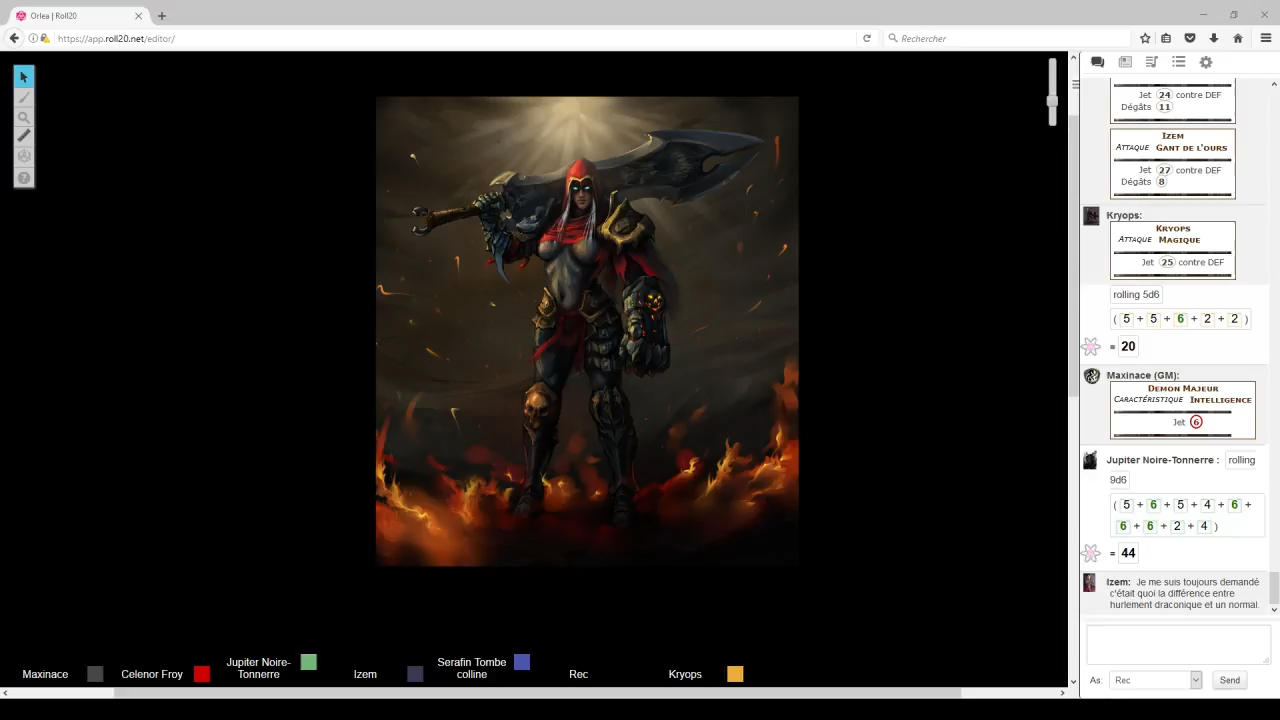 Orlea | Roll20
https://app.roll20.net/editor/
Rechercher
Jet 24 contre DEF
Dégâts 11
Izem
Attaque Gant de l'ours
Jet 27 contre DEF
Dégâts 8
Kryops:
Kryops
Attaque Magique
Jet 25 contre DEF
rolling 5d6
( 5 + 5 + 6 + 2 + 2 )
= 20
Maxinace (GM):
Demon Majeur
Caractéristique Intelligence
Jet 6
Jupiter Noire-Tonnerre : rolling
9d6
( 5 + 6 + 5 + 4 + 6 +
6 + 6 + 2 + 4 )
= 44
Izem: Je me suis toujours demandé
c'était quoi la différence entre
hurlement draconique et un normal.
As: Rec Send
Maxinace
Celenor Froy
Jupiter Noire-
Tonnerre
Izem
Serafin Tombe
colline
Rec
Kryops